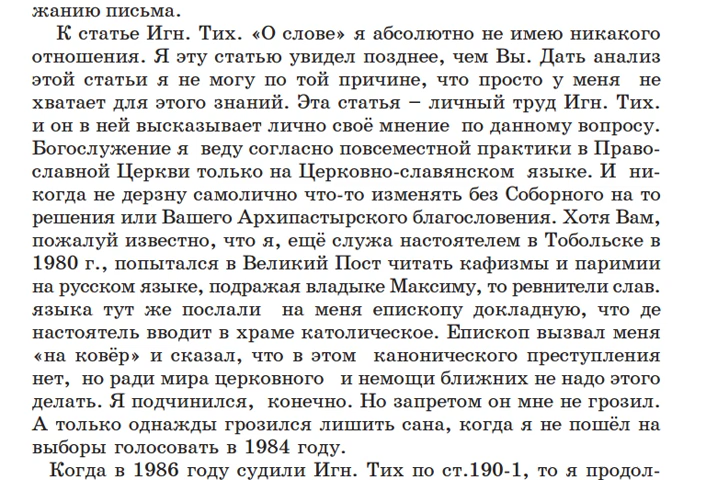 жанию письма.
К статье Игн. Тих. «О слове» я абсолютно не имею никакого
отношения. Я эту статью увидел позднее, чем Вы. Дать анализ
этой статьи я не могу по той причине, что просто у меня не
хватает для этого знаний. Эта статья – личный труд Игн. Тих.
и он в ней высказывает лично своё мнение по данному вопросу.
Богослужение я веду согласно повсеместной практики в Право-
славной Церкви только на Церковно-славянском языке. И ни-
когда не дерзну самолично что-то изменять без Соборного на то
решения или Вашего Архипастырского благословения. Хотя Вам,
пожалуй известно, что я, ещё служа настоятелем в Тобольске в
1980 г., попытался в Великий Пост читать кафизмы и паримии
на русском языке, подражая владыке Максиму, то ревнители слав.
языка тут же послали на меня епископу докладную, что де
настоятель вводит в храме католическое. Епископ вызвал меня
«на ковёр» и сказал, что в этом канонического преступления
нет, но ради мира церковного и немощи ближних не надо этого
делать. Я подчинился, конечно. Но запретом он мне не грозил.
А только однажды грозился лишить сана, когда я не пошёл на
выборы голосовать в 1984 году.
Когда в 1986 году судили Игн. Тих по ст.190-1, то я продол-